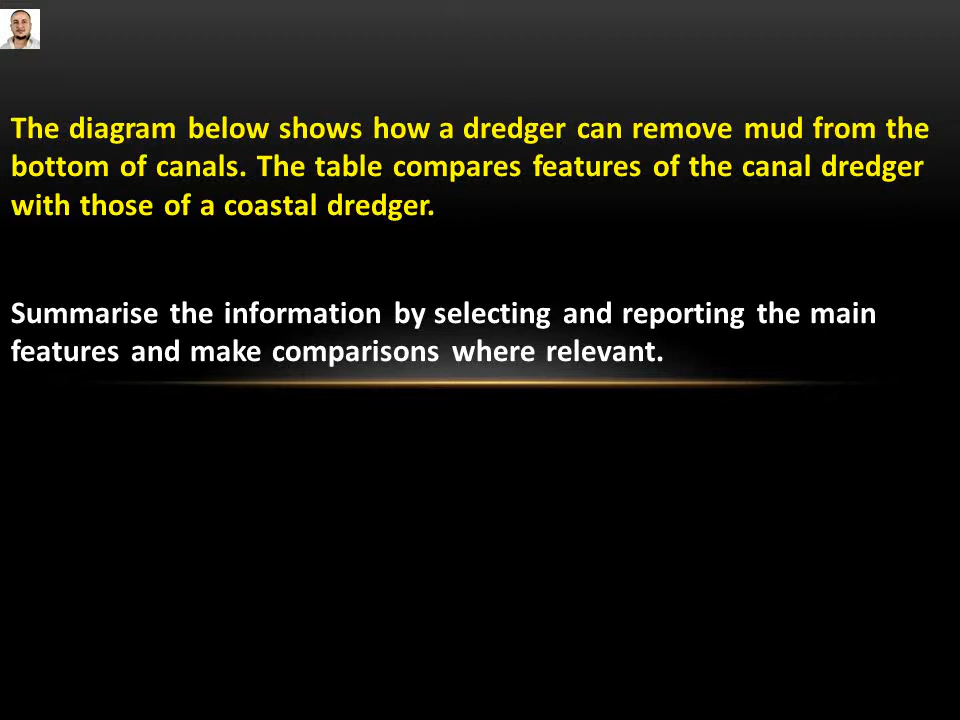 The diagram below shows how a dredger can remove mud from the
bottom of canals. The table compares features of the canal dredger
with those of a coastal dredger.
Summarise the information by selecting and reporting the main
features and make comparisons where relevant.